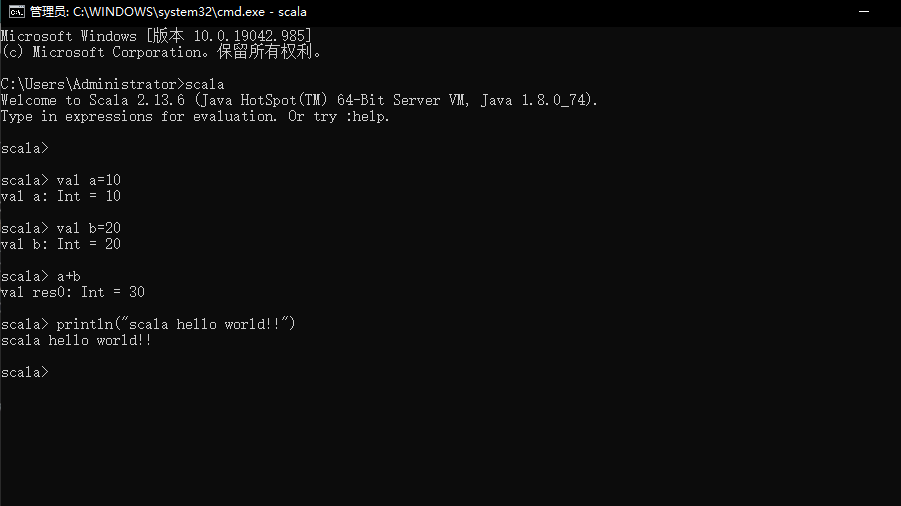 管理员: C:\WINDOWS\system32\cmd.exe - scala
Microsoft Windows [版本 10.0.19042.985]
(c) Microsoft Corporation。保留所有权利。
C:\Users\Administrator>scala
Welcome to Scala 2.13.6 (Java HotSpot(TM) 64-Bit Server VM, Java 1.8.0_74).
Type in expressions for evaluation. Or try :help.
scala>
scala> val a=10
val a: Int = 10
scala> val b=20
val b: Int = 20
scala> a+b
val res0: Int = 30
scala> println("scala hello world!!")
scala hello world!!
scala>